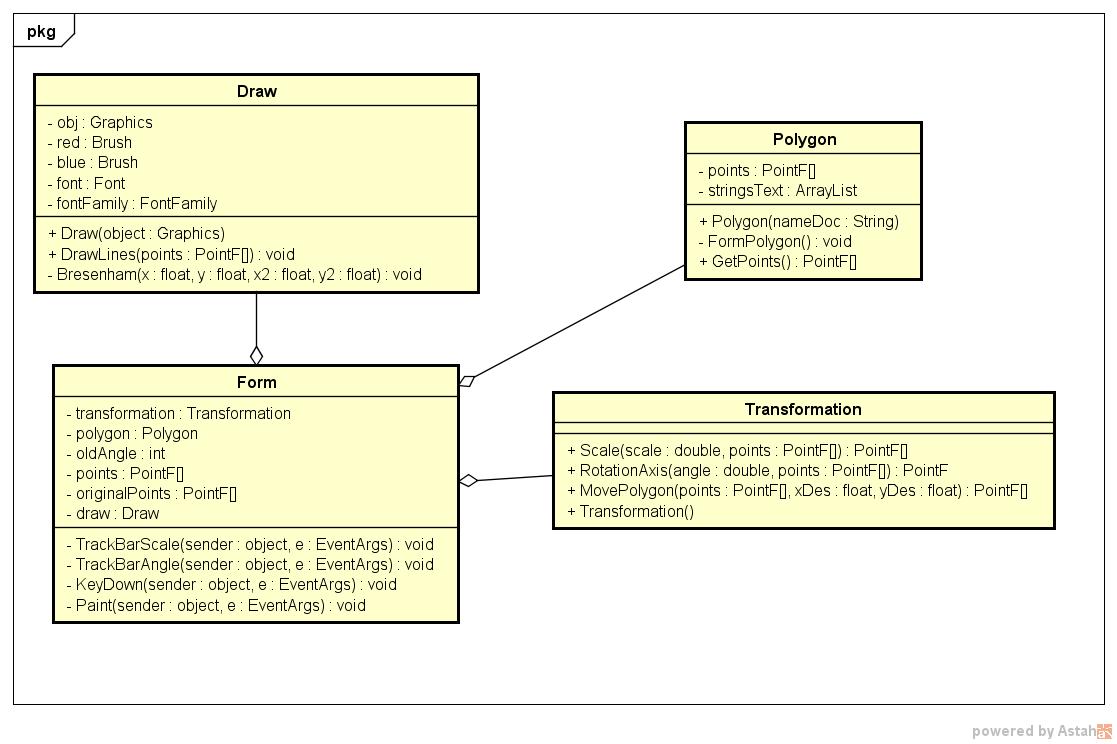 pkg
Draw
- obj : Graphics
- red : Brush
- blue : Brush
- font : Font
- fontFamily : FontFamily
+ Draw(object : Graphics)
+ DrawLines(points : PointF[]) : void
- Bresenham(x : float, y : float, x2 : float, y2 : float) : void
Polygon
- points : PointF[]
- stringsText : ArrayList
+ Polygon(nameDoc : String)
- FormPolygon() : void
+ GetPoints() : PointF[]
Form
- transformation : Transformation
- polygon : Polygon
- oldAngle : int
- points : PointF[]
- originalPoints : PointF[]
- draw : Draw
- TrackBarScale(sender : object, e : EventArgs) : void
- TrackBarAngle(sender : object, e : EventArgs) : void
- KeyDown(sender : object, e : EventArgs) : void
- Paint(sender : object, e : EventArgs) : void
Transformation
+ Scale(scale : double, points : PointF[]) : PointF[]
+ RotationAxis(angle : double, points : PointF[]) : PointF
+ MovePolygon(points : PointF[], xDes : float, yDes : float) : PointF[]
+ Transformation()
powered by Astah